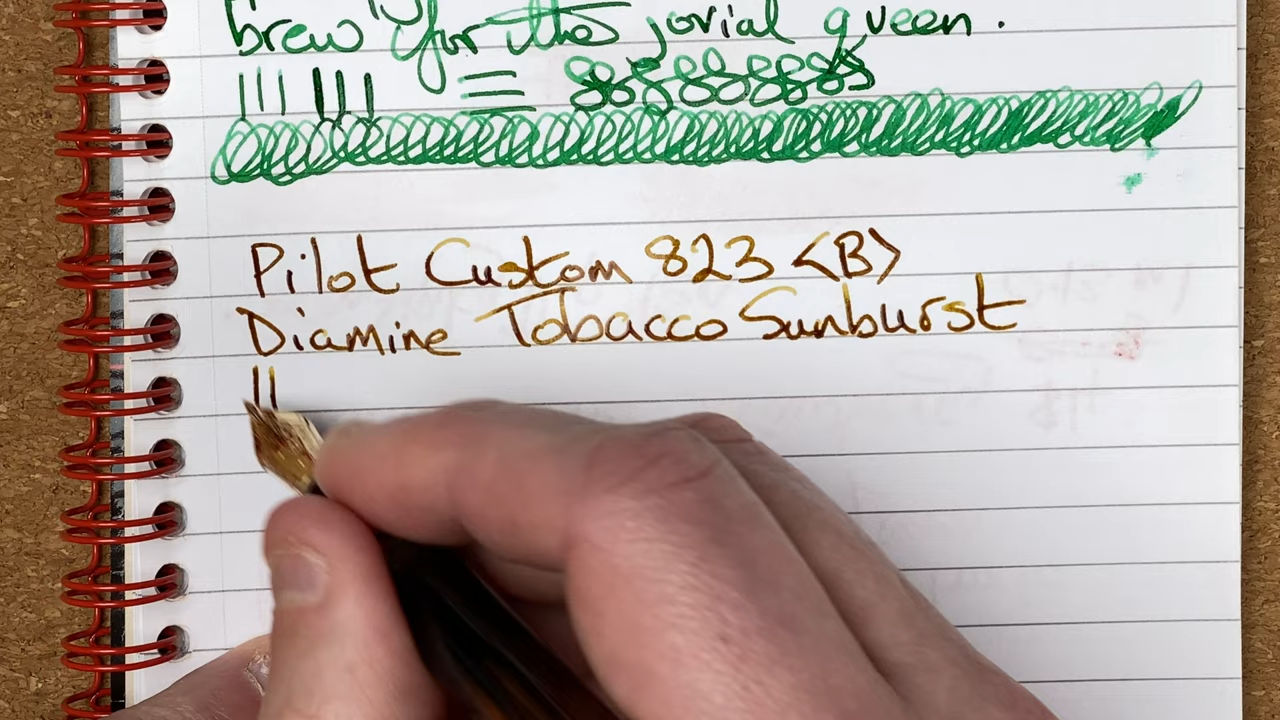 brew for the jovial queen.
Pilot Custom 823 <B>
Diamine Tobacco Sunburst